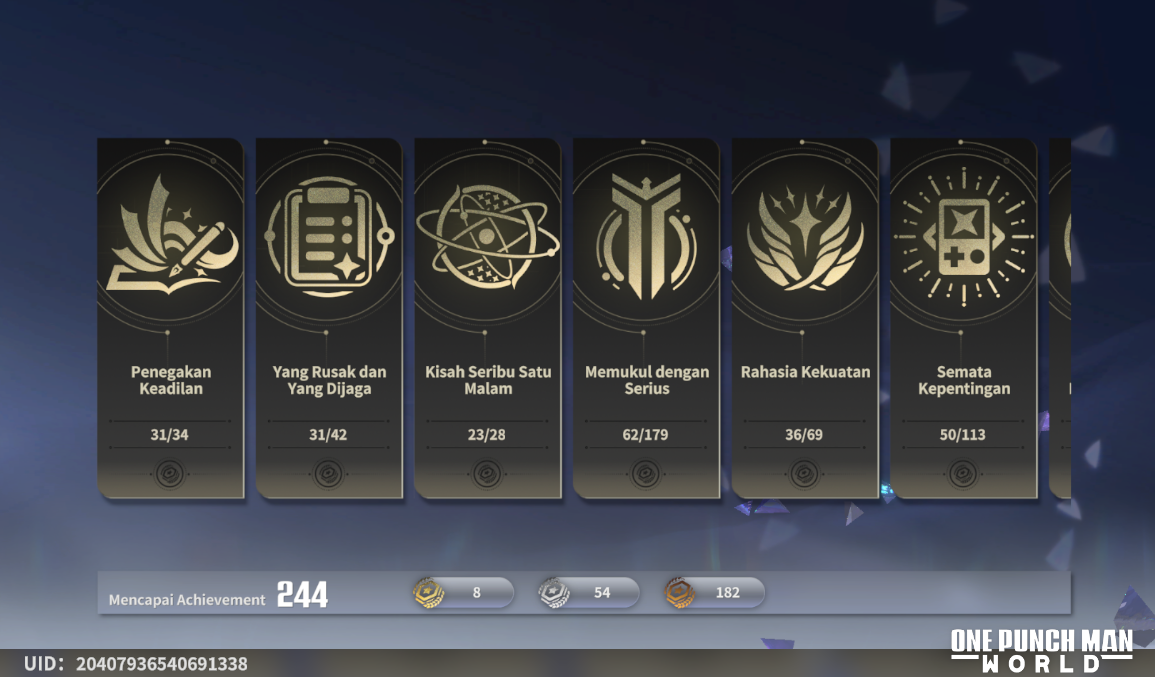 Penegakan
Keadilan
31/34
Yang Rusak dan
Yang Dijaga
31/42
Kisah Seribu Satu
Malam
23/28
Memukul dengan
Serius
62/179
Rahasia Kekuatan
36/69
Semata
Kepentingan
50/113
Mencapai Achievement 244
8
54
182
UID: 20407936540691338
ONE PUNCH MAN
WORLD